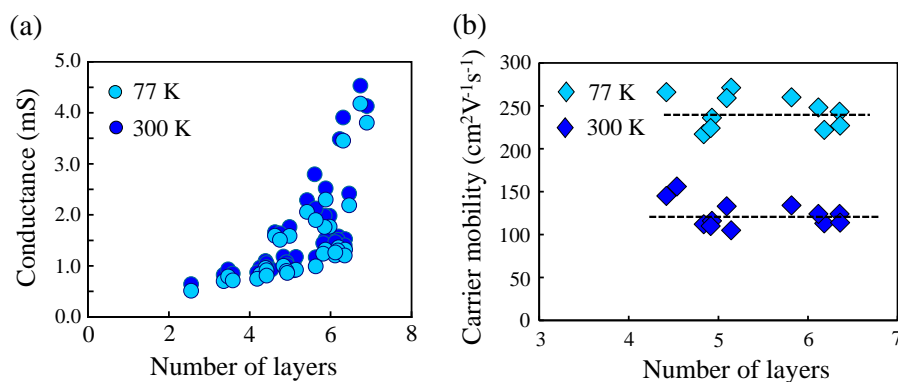 (a)
Conductance (mS)
5.0
4.0
3.0
2.0
1.0
0.0
77 K
300 K
0 2 4 6 8
Number of layers
(b)
Carrier mobility (cm²V⁻¹s⁻¹)
300
250
200
150
100
50
0
77 K
300 K
3 4 5 6 7
Number of layers